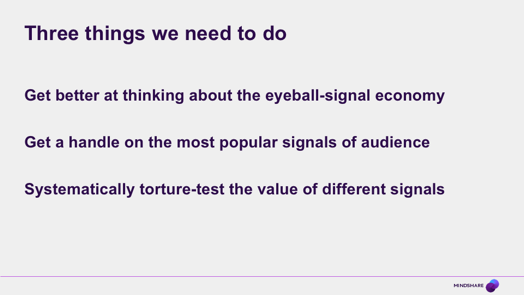 Three things we need to do
Get better at thinking about the eyeball-signal economy
Get a handle on the most popular signals of audience
Systematically torture-test the value of different signals
MINDSHARE